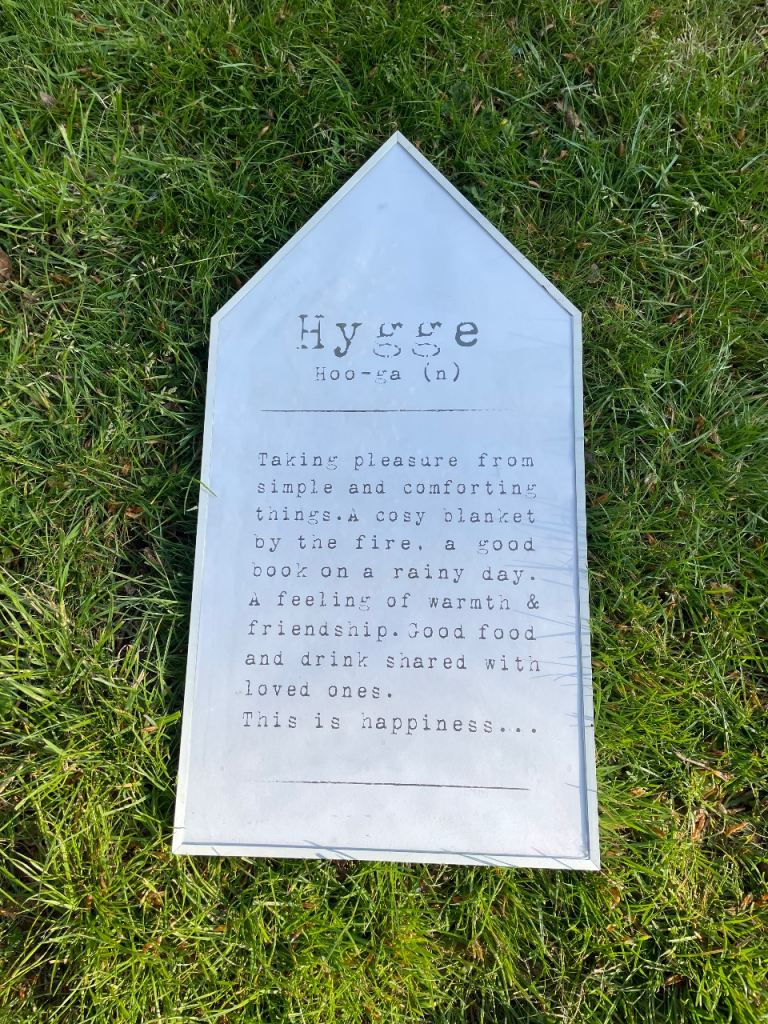 Hygge
Hoo-ga (n)
Taking pleasure from
simple and comforting
things.A cosy blanket
by the fire, a good
book on a rainy day.
A feeling of warmth &
friendship.Good food
and drink shared with
loved ones.
This is happiness...